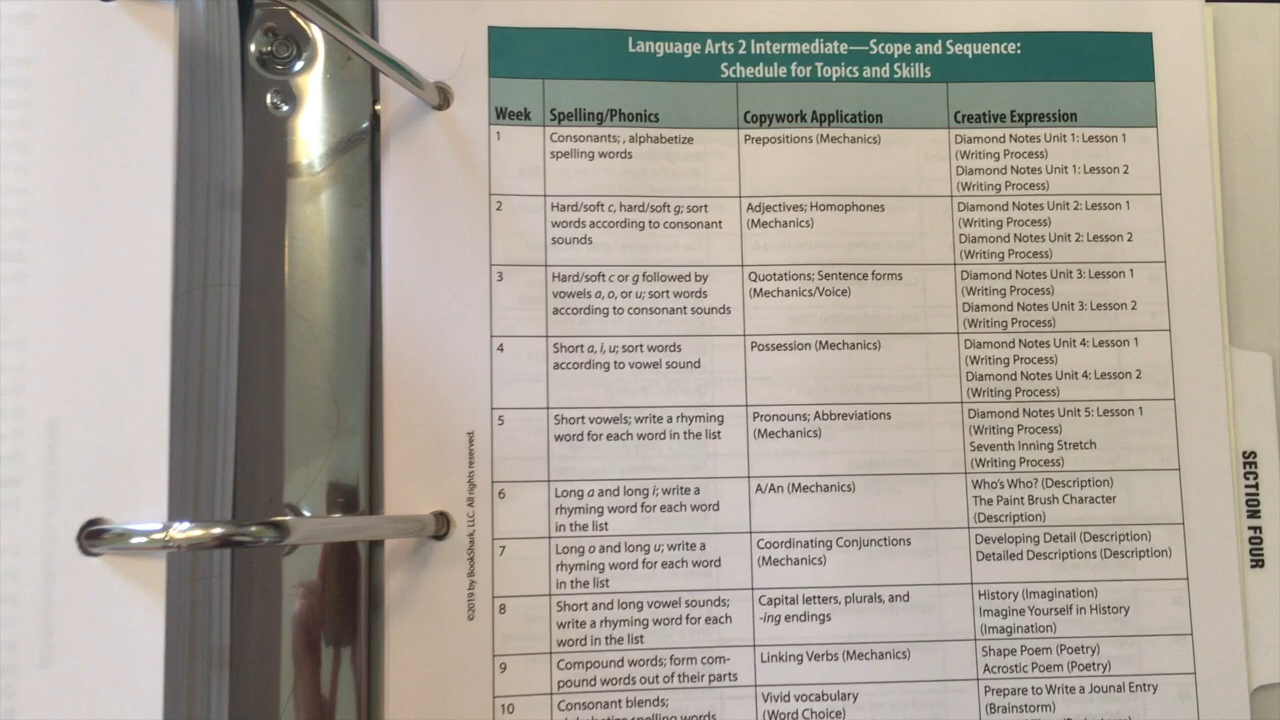 Language Arts 2 Intermediate—Scope and Sequence:
Schedule for Topics and Skills
Week
Spelling/Phonics
Copywork Application
Creative Expression
1
Consonants; , alphabetize
spelling words
Prepositions (Mechanics)
Diamond Notes Unit 1: Lesson 1
(Writing Process)
Diamond Notes Unit 1: Lesson 2
(Writing Process)
2
Hard/soft c, hard/soft g; sort
words according to consonant
sounds
Adjectives; Homophones
(Mechanics)
Diamond Notes Unit 2: Lesson 1
(Writing Process)
Diamond Notes Unit 2: Lesson 2
(Writing Process)
3
Hard/soft c or g followed by
vowels a, o, or u; sort words
according to consonant sounds
Quotations; Sentence forms
(Mechanics/Voice)
Diamond Notes Unit 3: Lesson 1
(Writing Process)
Diamond Notes Unit 3: Lesson 2
(Writing Process)
4
Short a, i, u; sort words
according to vowel sound
Possession (Mechanics)
Diamond Notes Unit 4: Lesson 1
(Writing Process)
Diamond Notes Unit 4: Lesson 2
(Writing Process)
5
Short vowels; write a rhyming
word for each word in the list
Pronouns; Abbreviations
(Mechanics)
Diamond Notes Unit 5: Lesson 1
(Writing Process)
Seventh Inning Stretch
(Writing Process)
6
Long a and long i; write a
rhyming word for each word
in the list
A/An (Mechanics)
Who's Who? (Description)
The Paint Brush Character
(Description)
7
Long o and long u; write a
rhyming word for each word
in the list
Coordinating Conjunctions
(Mechanics)
Developing Detail (Description)
Detailed Descriptions (Description)
8
Short and long vowel sounds;
write a rhyming word for each
word in the list
Capital letters, plurals, and
-ing endings
History (Imagination)
Imagine Yourself in History
(Imagination)
9
Compound words; form com-
pound words out of their parts
Linking Verbs (Mechanics)
Shape Poem (Poetry)
Acrostic Poem (Poetry)
10
Consonant blends;
spelling words
Vivid vocabulary
(Word Choice)
Prepare to Write a Jounal Entry
(Brainstorm)
©2019 by BookShark, LLC. All rights reserved.
SECTION FOUR